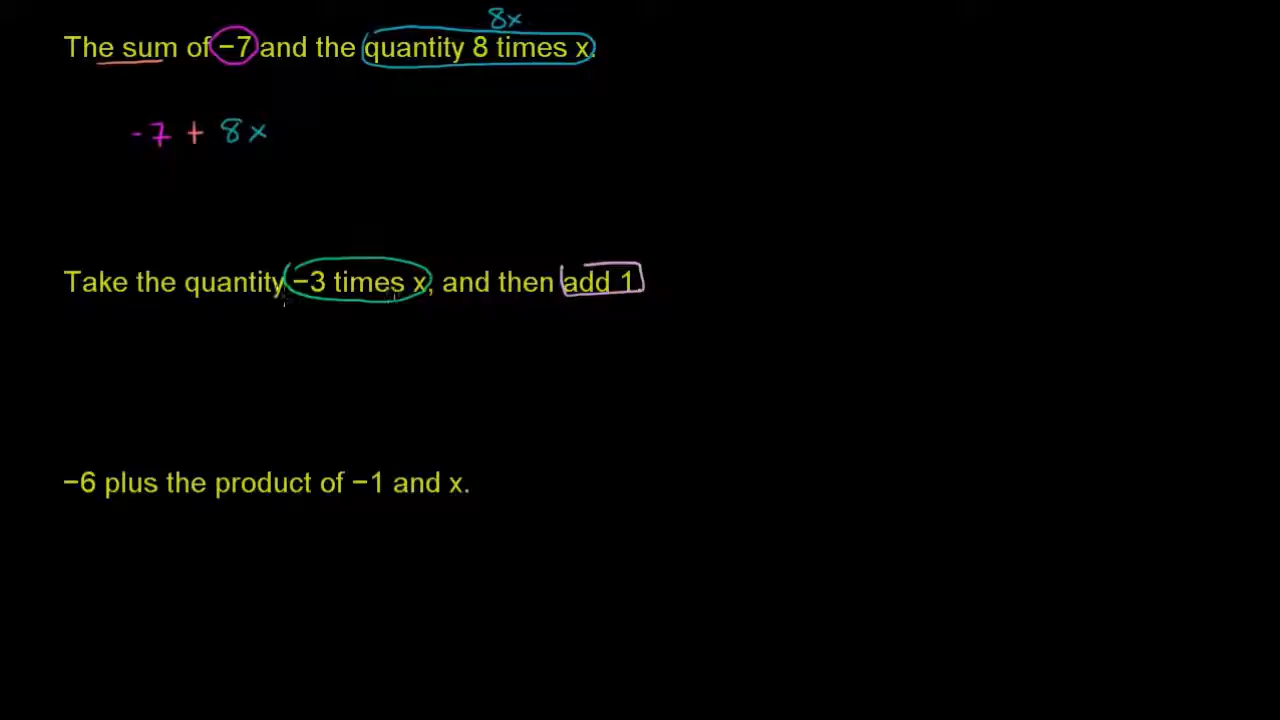 8x
The sum of −7 and the quantity 8 times x.
-7 + 8x
Take the quantity −3 times x, and then add 1.
−6 plus the product of −1 and x.